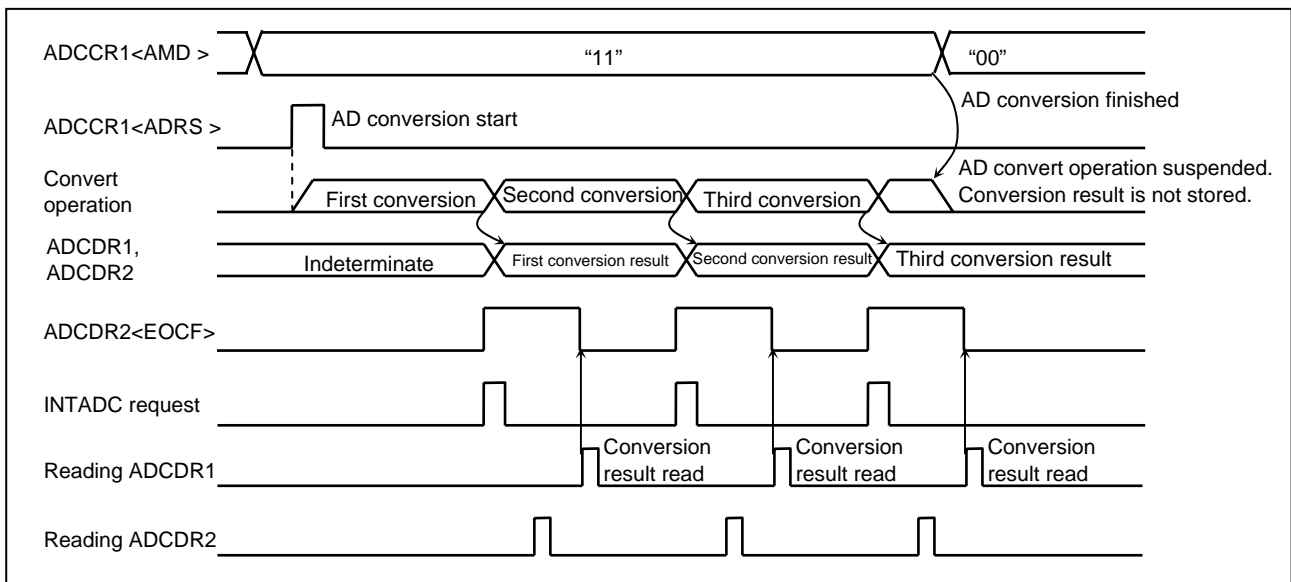 ADCCR1<AMD >
“11”
“00”
AD conversion finished
ADCCR1<ADRS >
AD conversion start
Convert
operation
First conversion
Second conversion
Third conversion
AD convert operation suspended.
Conversion result is not stored.
ADCDR1,
ADCDR2
Indeterminate
First conversion result
Second conversion result
Third conversion result
ADCDR2<EOCF>
INTADC request
Reading ADCDR1
Conversion
result read
Conversion
result read
Conversion
result read
Reading ADCDR2